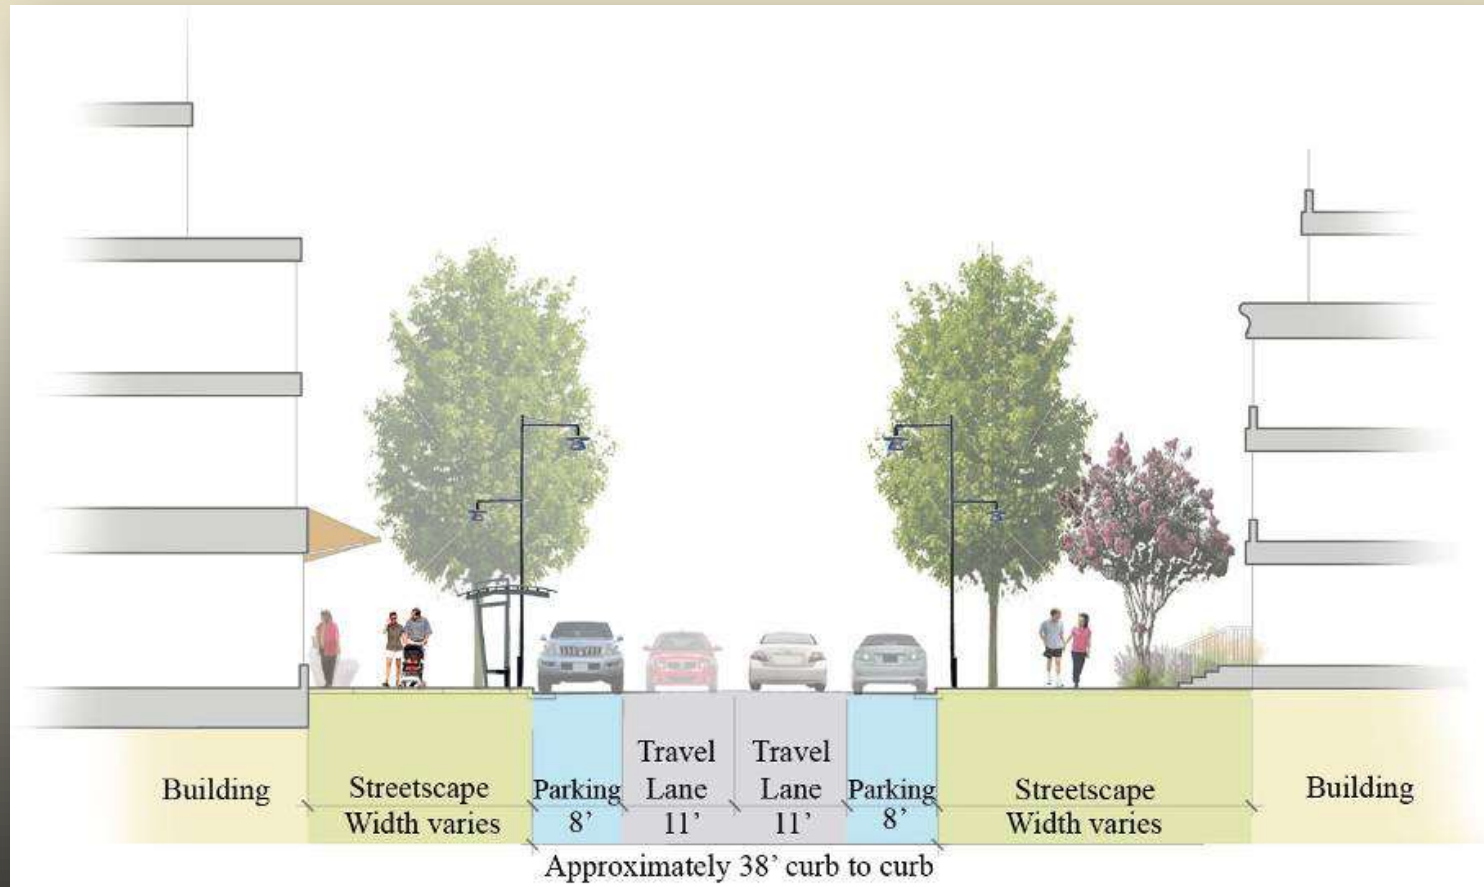 Building
Streetscape
Width varies
Parking
8’
Travel
Lane
11’
Travel
Lane
11’
Parking
8’
Streetscape
Width varies
Building
Approximately 38’ curb to curb